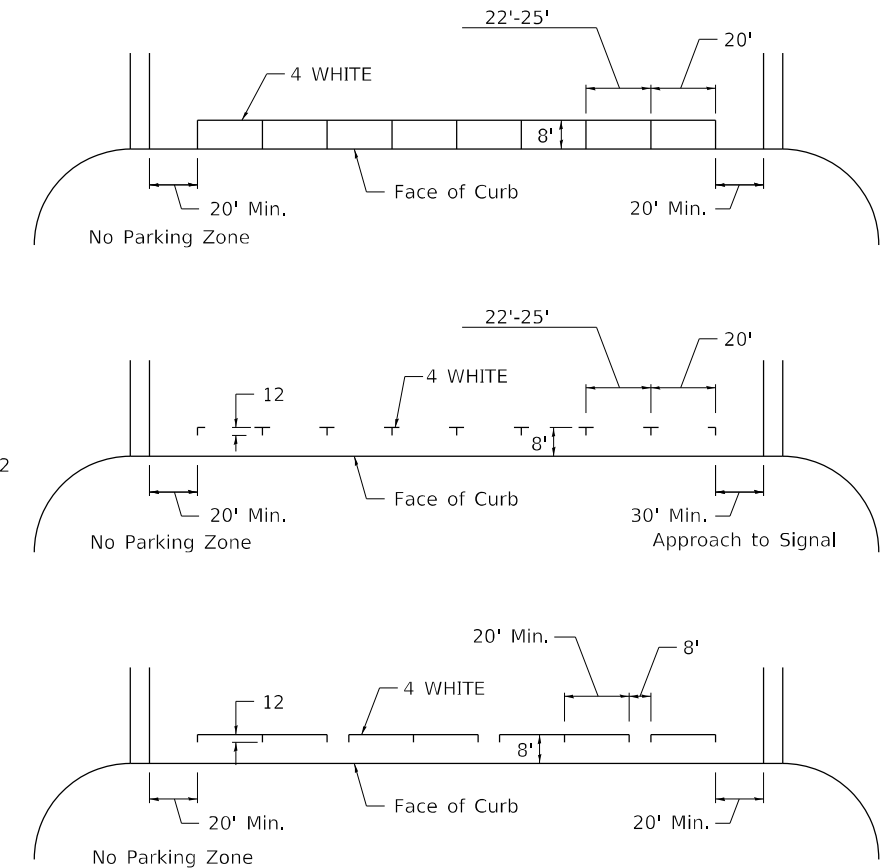 22'-25'
20'
4 WHITE
8'
Face of Curb
20' Min.
20' Min.
No Parking Zone
22'-25'
20'
4 WHITE
12
8'
2
Face of Curb
20' Min.
30' Min.
No Parking Zone
Approach to Signal
20' Min.
8'
4 WHITE
12
8'
Face of Curb
20' Min.
20' Min.
No Parking Zone